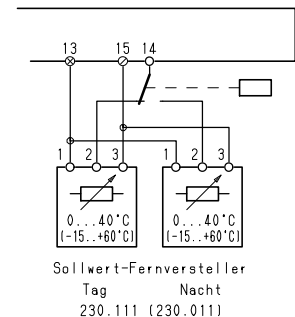 13 15 14
1 2 3 1 2 3
0...40°C 0...40°C
(-15..+60°C) (-15..+60°C)
Sollwert-Fernversteller
Tag Nacht
230.111 (230.011)